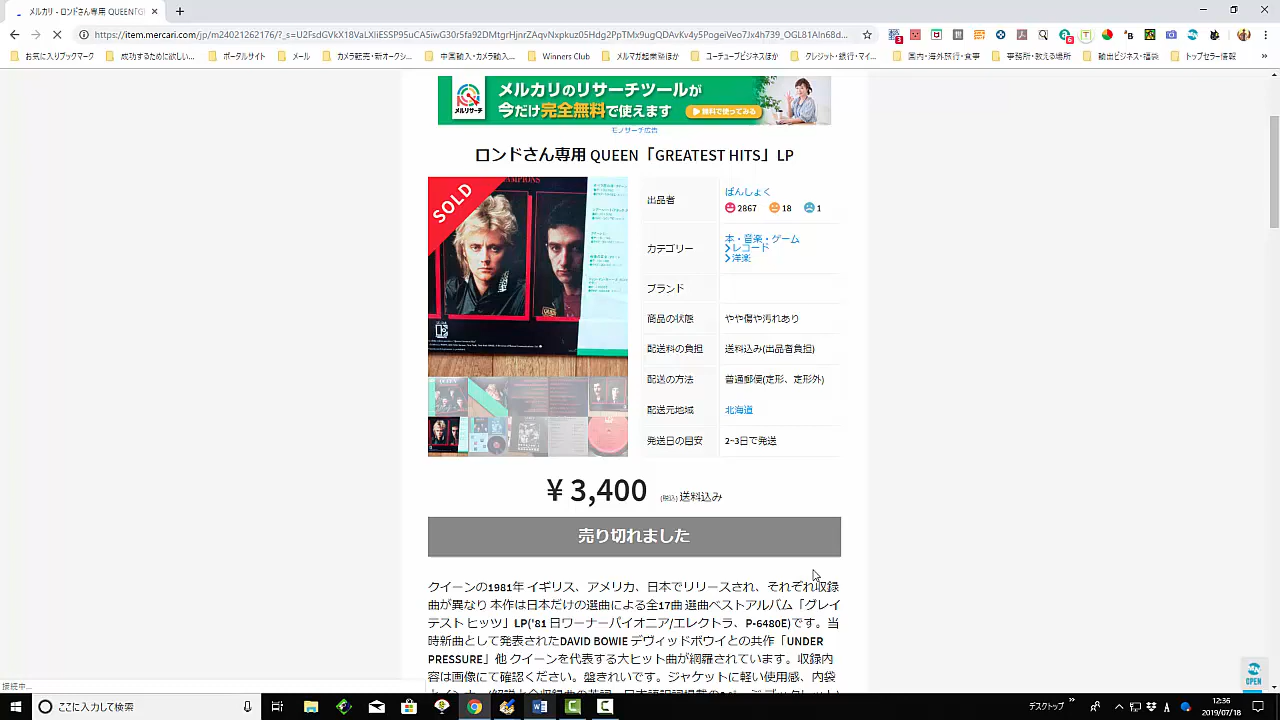 メルカリ - ロンドさん専用 QUEEN「G
https://item.mercari.com/jp/m24021262176/?_s=U2FsdGVkX18VaLXIiESSP95uCA5iwG30r5fa92DMtgrHjnrZAqvNxpkuz05Hdg2PpTMx9ugQDAvKv4y5PogeiVeo7Jx4h739_OGL81Aln68d...
お気に入りブックマーク
成功するために欲し...
ポータルサイト
メール
カメラ転売・新オークシ...
中国輸入・カメラ輸入...
Winners Club
メルマガ起業塾ほか
ユーチューブビジネスほか
クレジット・銀行・マイ...
国内・海外旅行・食事
事務所・教える場所
輸出ビジネス・福袋
トップセラー情報
メルカリのリサーチツールが
今だけ完全無料で使えます
メルリサーチ
無料で使ってみる
モノサーチ広告
ロンドさん専用 QUEEN「GREATEST HITS」LP
SOLD
出品者 ばんしょく
2867 18 1
カテゴリー 本・音楽・ゲーム
レコード
洋楽
ブランド
商品の状態 やや傷や汚れあり
配送料の負担 送料込み(出品者負担)
配送の方法 普通郵便(定形、定形外)
配送元地域 北海道
発送日の目安 2~3日で発送
¥ 3,400 (税込) 送料込み
売り切れました
クイーンの1981年 イギリス、アメリカ、日本でリリースされ、それぞれ収録
曲が異なり 本作は日本だけの選曲による全17曲 選曲ベストアルバム「グレイ
テスト ヒッツ」LP('81 日ワーナーパイオニア/エレクトラ、P-6480E)です。当
時新曲として発表されたDAVID BOWIE デヴィッドボウイとの共作「UNDER
PRESSURE」他 クイーンを代表する大ヒット曲が網羅されています。収録内
容は画像にて確認ください。盤きれいです。ジャケットに軽い使用感、内袋
接続中...
OPEN
ここに入力して検索
デスクトップ
12:36
2019/07/18